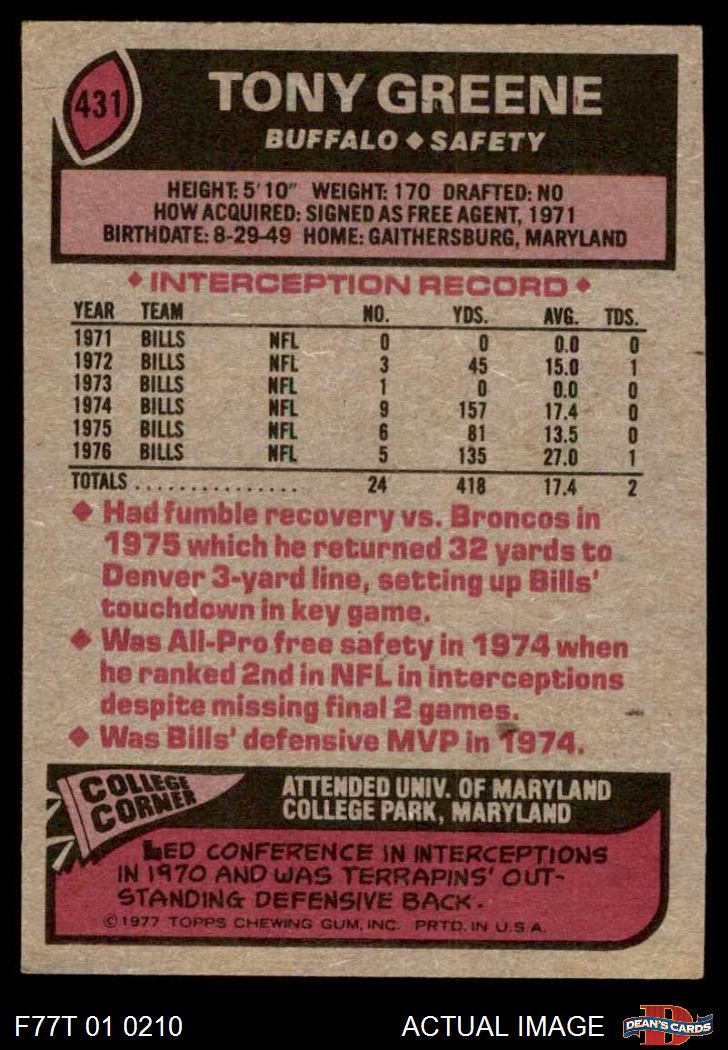 431
TONY GREENE
BUFFALO ◆ SAFETY
HEIGHT: 5'10" WEIGHT: 170 DRAFTED: NO
HOW ACQUIRED: SIGNED AS FREE AGENT, 1971
BIRTHDATE: 8-29-49 HOME: GAITHERSBURG, MARYLAND
◆ INTERCEPTION RECORD ◆
YEAR TEAM NO. YDS. AVG. TDS.
1971 BILLS NFL 0 0 0.0 0
1972 BILLS NFL 3 45 15.0 1
1973 BILLS NFL 1 0 0.0 0
1974 BILLS NFL 9 157 17.4 0
1975 BILLS NFL 6 81 13.5 0
1976 BILLS NFL 5 135 27.0 1
TOTALS ............... 24 418 17.4 2
◆ Had fumble recovery vs. Broncos in
1975 which he returned 32 yards to
Denver 3-yard line, setting up Bills'
touchdown in key game.
◆ Was All-Pro free safety in 1974 when
he ranked 2nd in NFL in interceptions
despite missing final 2 games.
◆ Was Bills' defensive MVP in 1974.
COLLEGE
CORNER
ATTENDED UNIV. OF MARYLAND
COLLEGE PARK, MARYLAND
LED CONFERENCE IN INTERCEPTIONS
IN 1970 AND WAS TERRAPINS' OUT-
STANDING DEFENSIVE BACK.
©1977 TOPPS CHEWING GUM, INC. PRTD. IN U.S.A.
F77T 01 0210 ACTUAL IMAGE
D
DEAN'S CARDS